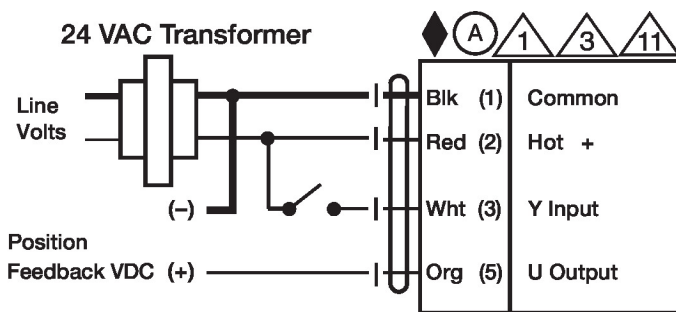 24 VAC Transformer
A 1 3 11
Line
Volts
Blk (1) Common
Red (2) Hot +
(–)
Wht (3) Y Input
Position
Feedback VDC (+)
Org (5) U Output